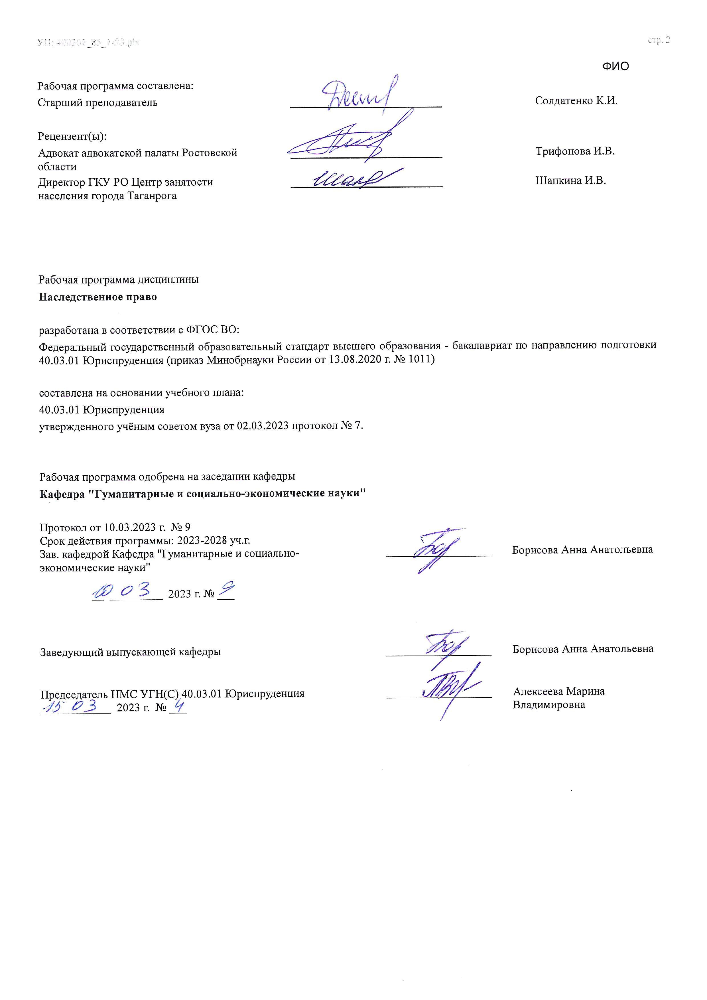 УП: 400301_85_1-23.plx
стр. 2
ФИО
Рабочая программа составлена:
Старший преподаватель
Солдатенко К.И.
Рецензент(ы):
Адвокат адвокатской палаты Ростовской
области
Трифонова И.В.
Директор ГКУ РО Центр занятости
населения города Таганрога
Шапкина И.В.
Рабочая программа дисциплины
Наследственное право
разработана в соответствии с ФГОС ВО:
Федеральный государственный образовательный стандарт высшего образования - бакалавриат по направлению подготовки
40.03.01 Юриспруденция (приказ Минобрнауки России от 13.08.2020 г. № 1011)
составлена на основании учебного плана:
40.03.01 Юриспруденция
утвержденного учёным советом вуза от 02.03.2023 протокол № 7.
Рабочая программа одобрена на заседании кафедры
Кафедра "Гуманитарные и социально-экономические науки"
Протокол от 10.03.2023 г. № 9
Срок действия программы: 2023-2028 уч.г.
Зав. кафедрой Кафедра "Гуманитарные и социально-
экономические науки"
Борисова Анна Анатольевна
10 03 2023 г. № 9
Заведующий выпускающей кафедры
Борисова Анна Анатольевна
Председатель НМС УГН(С) 40.03.01 Юриспруденция
Алексеева Марина
Владимировна
15 03 2023 г. № 4